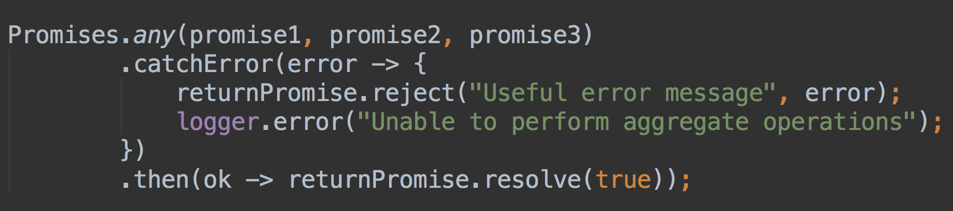 Promises.any(promise1, promise2, promise3)
.catchError(error -> {
returnPromise.reject("Useful error message", error);
logger.error("Unable to perform aggregate operations");
})
.then(ok -> returnPromise.resolve(true));